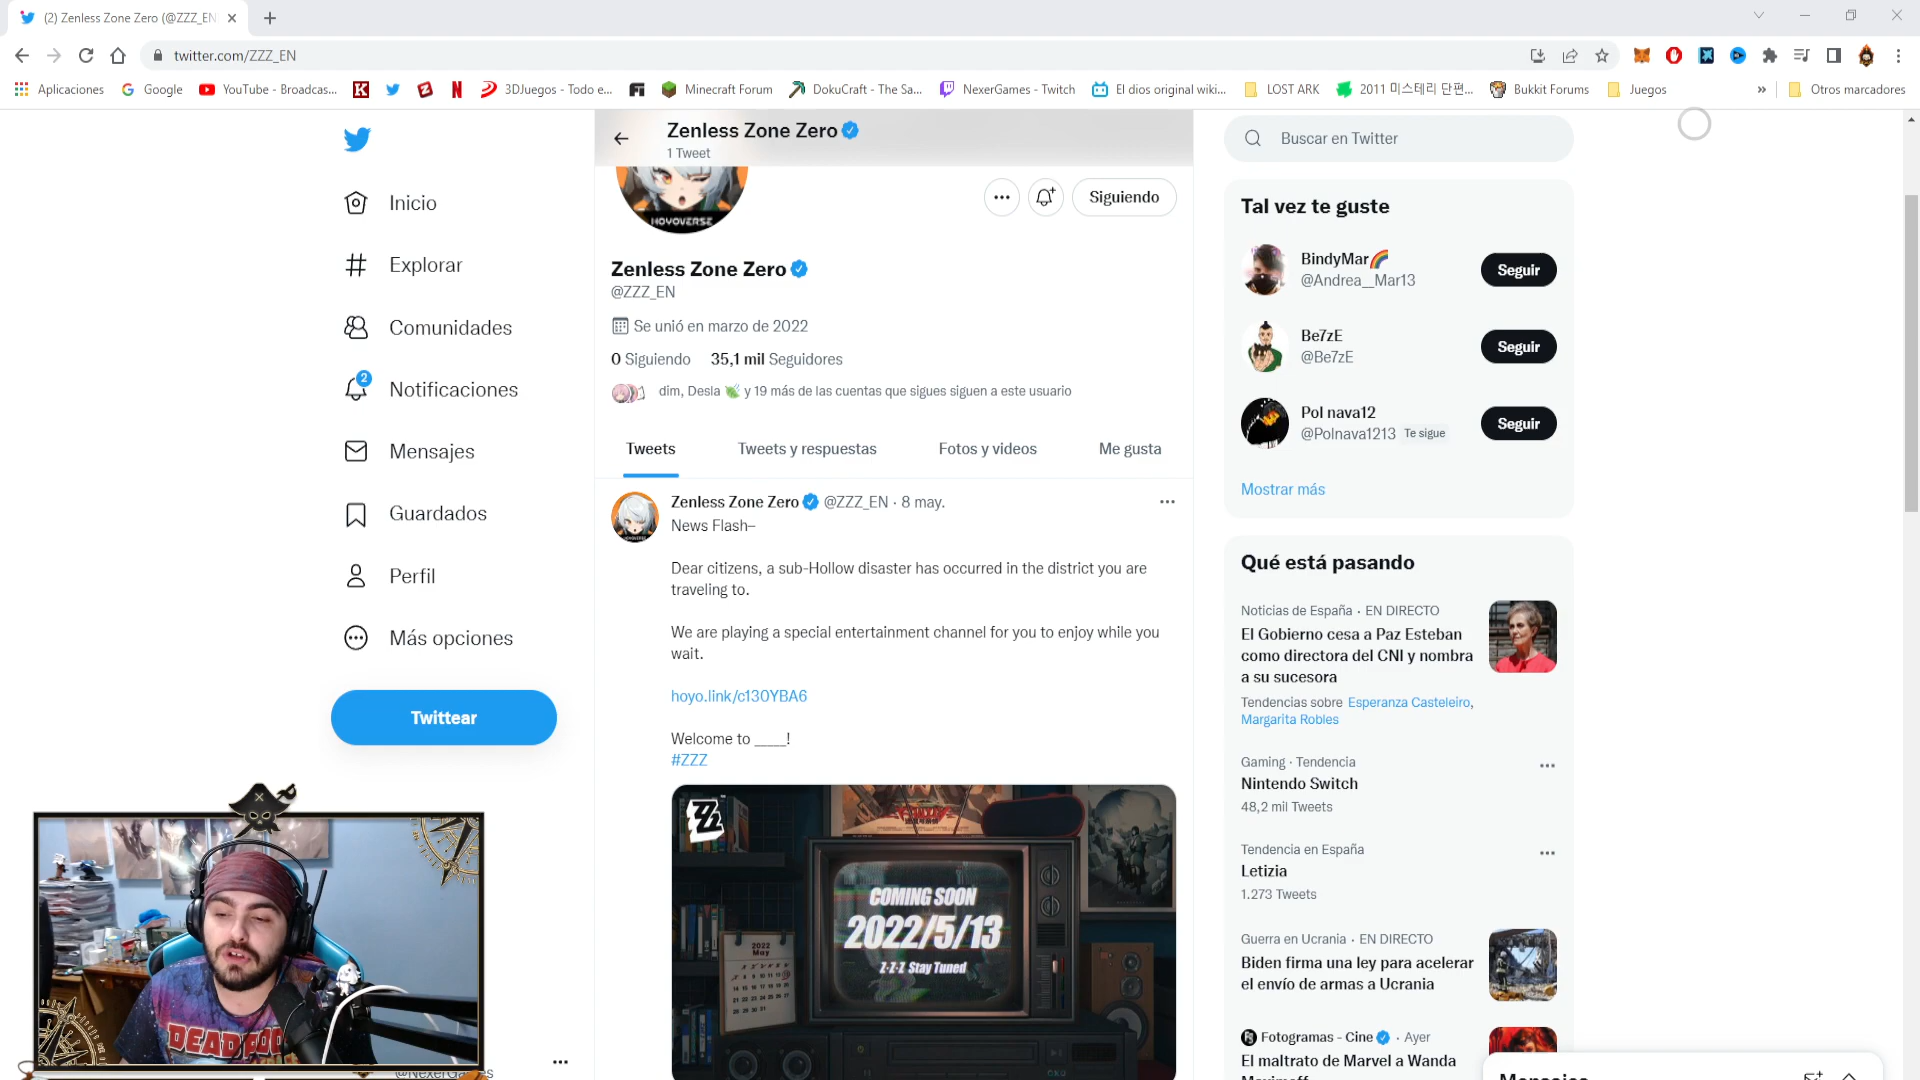 (2) Zenless Zone Zero (@ZZZ_EN
twitter.com/ZZZ_EN
Aplicaciones
Google
YouTube - Broadcas...
3DJuegos - Todo e...
Minecraft Forum
DokuCraft - The Sa...
NexerGames - Twitch
El dios original wiki...
LOST ARK
2011 미스테리 단편...
Bukkit Forums
Juegos
»
Otros marcadores
Zenless Zone Zero
1 Tweet
HOYOVERSE
Siguiendo
Zenless Zone Zero
@ZZZ_EN
Se unió en marzo de 2022
0 Siguiendo 35,1 mil Seguidores
dim, Desla y 19 más de las cuentas que sigues siguen a este usuario
Tweets
Tweets y respuestas
Fotos y videos
Me gusta
Zenless Zone Zero @ZZZ_EN · 8 may.
News Flash—
Dear citizens, a sub-Hollow disaster has occurred in the district you are
traveling to.
We are playing a special entertainment channel for you to enjoy while you
wait.
hoyo.link/c130YBA6
Welcome to ____!
#ZZZ
COMING SOON
2022/5/13
Z·Z·Z Stay Tuned
2022
May
Inicio
Explorar
Comunidades
2
Notificaciones
Mensajes
Guardados
Perfil
Más opciones
Twittear
DEADPOOL
Buscar en Twitter
Tal vez te guste
BindyMar
@Andrea__Mar13
Seguir
Be7zE
@Be7zE
Seguir
Pol nava12
@Polnava1213 Te sigue
Seguir
Mostrar más
Qué está pasando
Noticias de España · EN DIRECTO
El Gobierno cesa a Paz Esteban
como directora del CNI y nombra
a su sucesora
Tendencias sobre Esperanza Casteleiro,
Margarita Robles
Gaming · Tendencia
Nintendo Switch
48,2 mil Tweets
Tendencia en España
Letizia
1.273 Tweets
Guerra en Ucrania · EN DIRECTO
Biden firma una ley para acelerar
el envío de armas a Ucrania
Fotogramas - Cine · Ayer
El maltrato de Marvel a Wanda
Mensajes